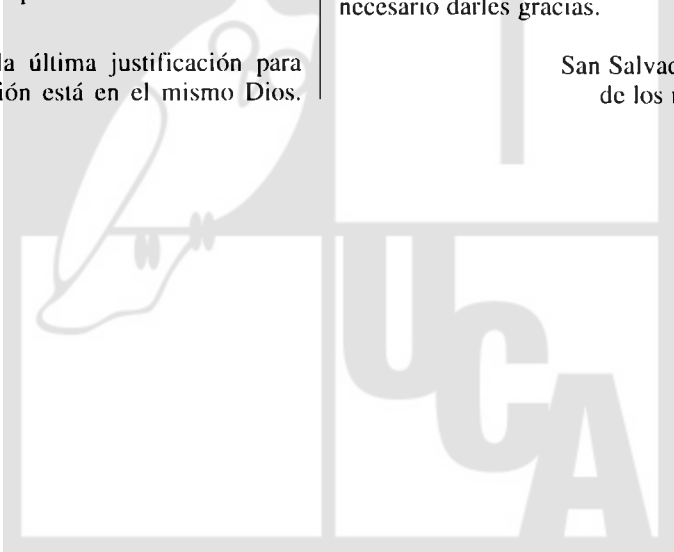 la última justificación para
ión está en el mismo Dios.
necesario darles gracias.
San Salvad
de los
UCA